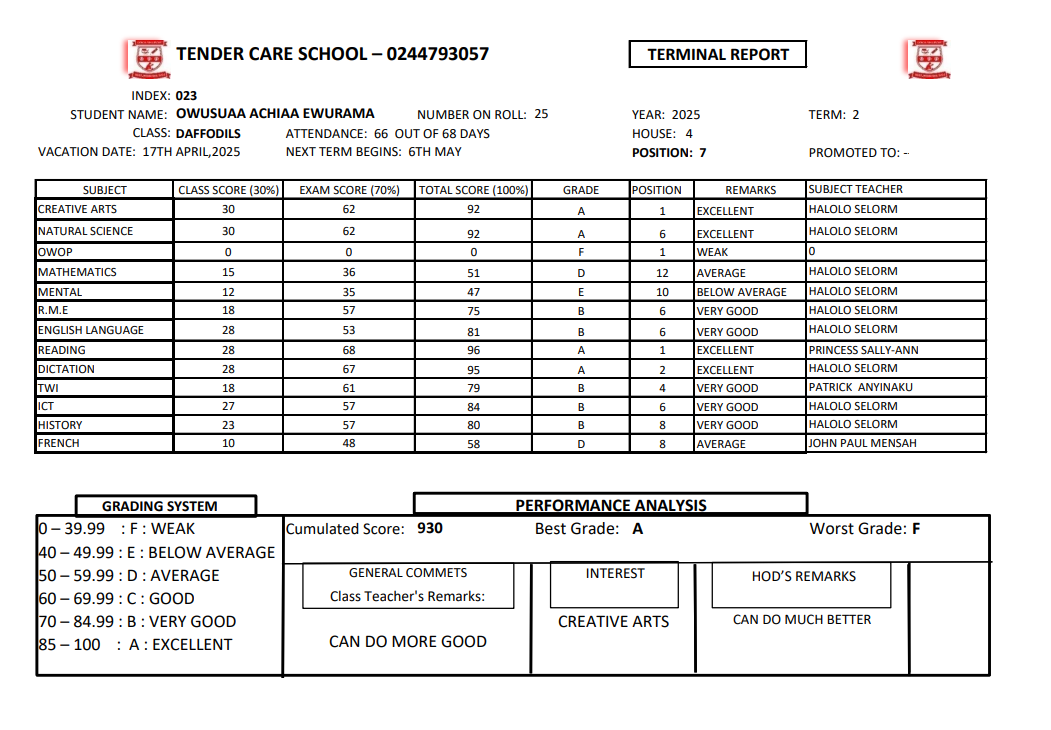 TENDER CARE SCHOOL – 0244793057 TERMINAL REPORT
INDEX: 023
STUDENT NAME: OWUSUAA ACHIAA EWURAMA NUMBER ON ROLL: 25 YEAR: 2025 TERM: 2
CLASS: DAFFODILS ATTENDANCE: 66 OUT OF 68 DAYS HOUSE: 4
VACATION DATE: 17TH APRIL,2025 NEXT TERM BEGINS: 6TH MAY POSITION: 7 PROMOTED TO: --
SUBJECT CLASS SCORE (30%) EXAM SCORE (70%) TOTAL SCORE (100%) GRADE POSITION REMARKS SUBJECT TEACHER
CREATIVE ARTS 30 62 92 A 1 EXCELLENT HALOLO SELORM
NATURAL SCIENCE 30 62 92 A 6 EXCELLENT HALOLO SELORM
OWOP 0 0 0 F 1 WEAK 0
MATHEMATICS 15 36 51 D 12 AVERAGE HALOLO SELORM
MENTAL 12 35 47 E 10 BELOW AVERAGE HALOLO SELORM
R.M.E 18 57 75 B 6 VERY GOOD HALOLO SELORM
ENGLISH LANGUAGE 28 53 81 B 6 VERY GOOD HALOLO SELORM
READING 28 68 96 A 1 EXCELLENT PRINCESS SALLY-ANN
DICTATION 28 67 95 A 2 EXCELLENT HALOLO SELORM
TWI 18 61 79 B 4 VERY GOOD PATRICK ANYINAKU
ICT 27 57 84 B 6 VERY GOOD HALOLO SELORM
HISTORY 23 57 80 B 8 VERY GOOD HALOLO SELORM
FRENCH 10 48 58 D 8 AVERAGE JOHN PAUL MENSAH
GRADING SYSTEM
0 – 39.99 : F : WEAK
40 – 49.99 : E : BELOW AVERAGE
50 – 59.99 : D : AVERAGE
60 – 69.99 : C : GOOD
70 – 84.99 : B : VERY GOOD
85 – 100 : A : EXCELLENT
PERFORMANCE ANALYSIS
Cumulated Score: 930 Best Grade: A Worst Grade: F
GENERAL COMMETS
Class Teacher's Remarks:
CAN DO MORE GOOD
INTEREST
CREATIVE ARTS
HOD'S REMARKS
CAN DO MUCH BETTER